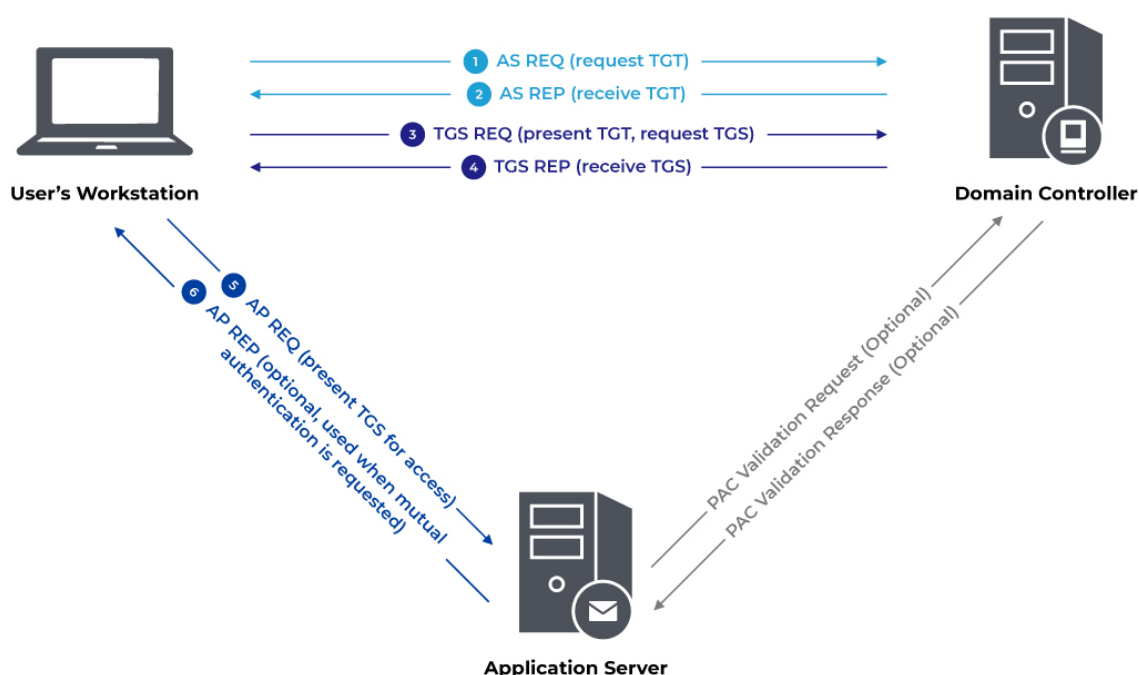 1 AS REQ (request TGT)
2 AS REP (receive TGT)
3 TGS REQ (present TGT, request TGS)
4 TGS REP (receive TGS)
User's Workstation
Domain Controller
5 AP REQ (present TGS for access)
6 AP REP (optional, used when mutual
authentication is requested)
PAC Validation Request (Optional)
PAC Validation Response (Optional)
Application Server